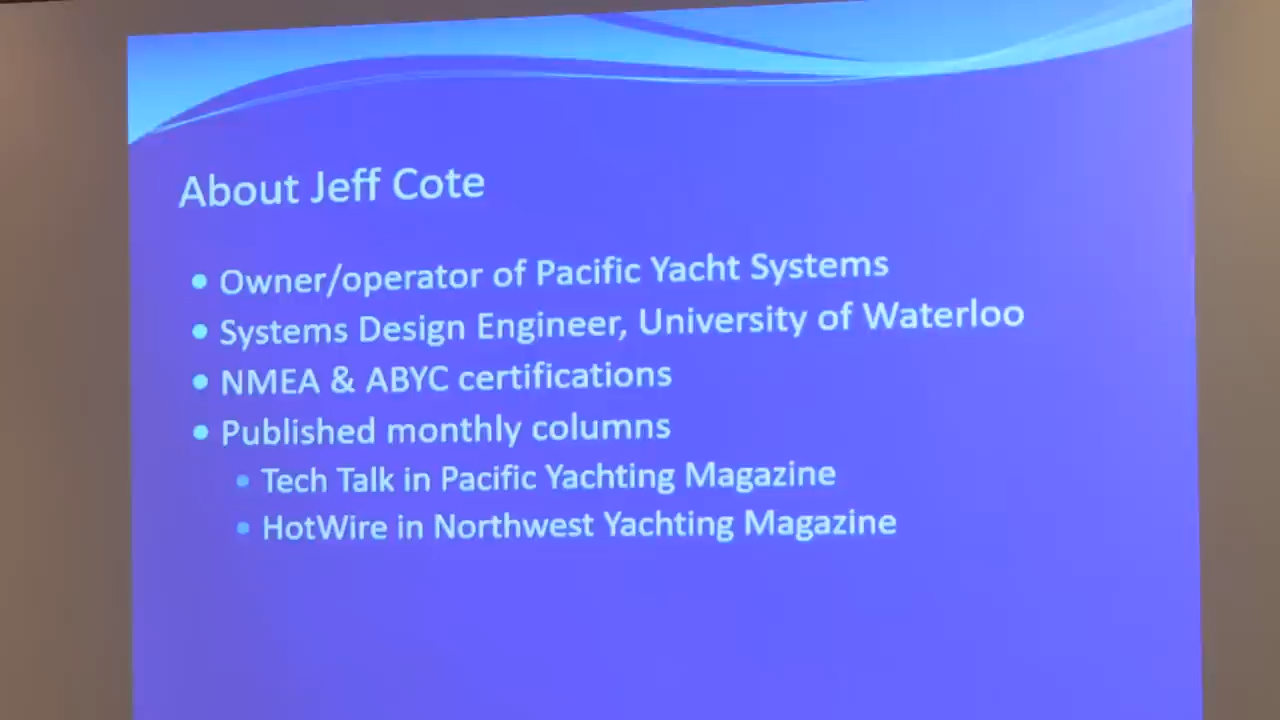 About Jeff Cote
• Owner/operator of Pacific Yacht Systems
• Systems Design Engineer, University of Waterloo
• NMEA & ABYC certifications
• Published monthly columns
• Tech Talk in Pacific Yachting Magazine
• HotWire in Northwest Yachting Magazine